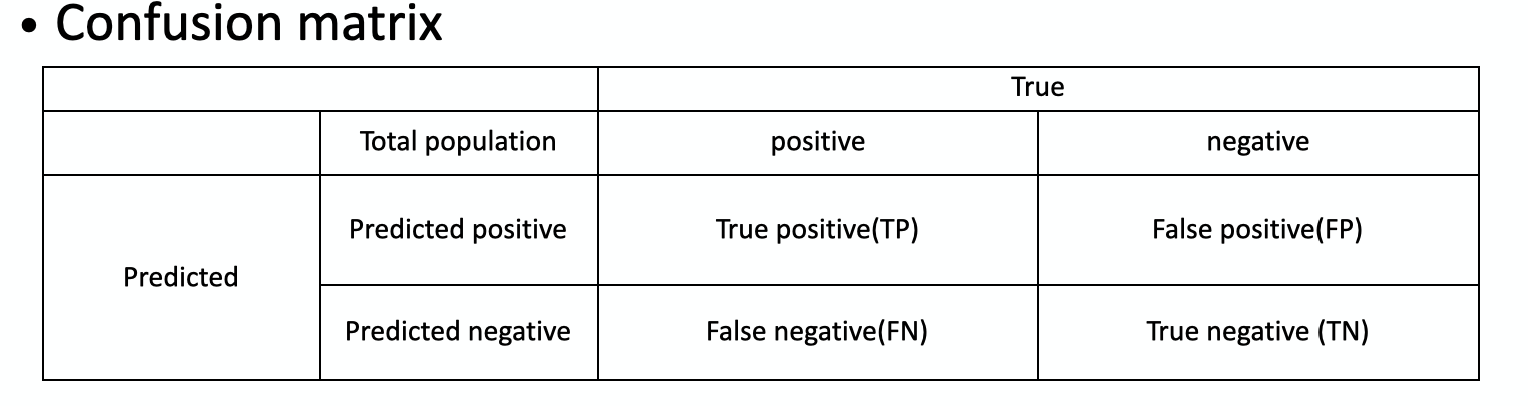 • Confusion matrix
True
Total population positive negative
Predicted positive True positive(TP) False positive(FP)
Predicted
Predicted negative False negative(FN) True negative (TN)